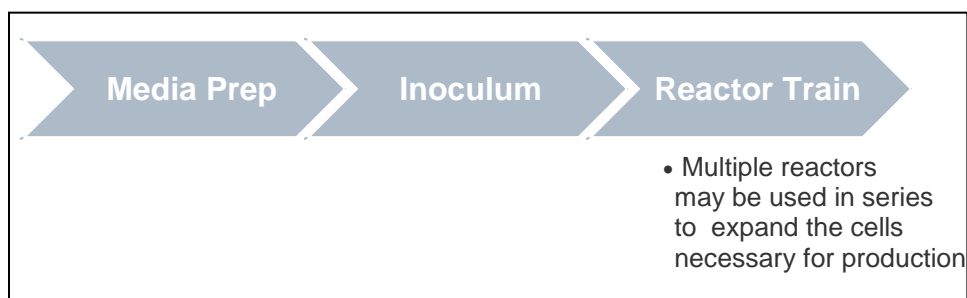 Media Prep
Inoculum
Reactor Train
• Multiple reactors
may be used in series
to expand the cells
necessary for production